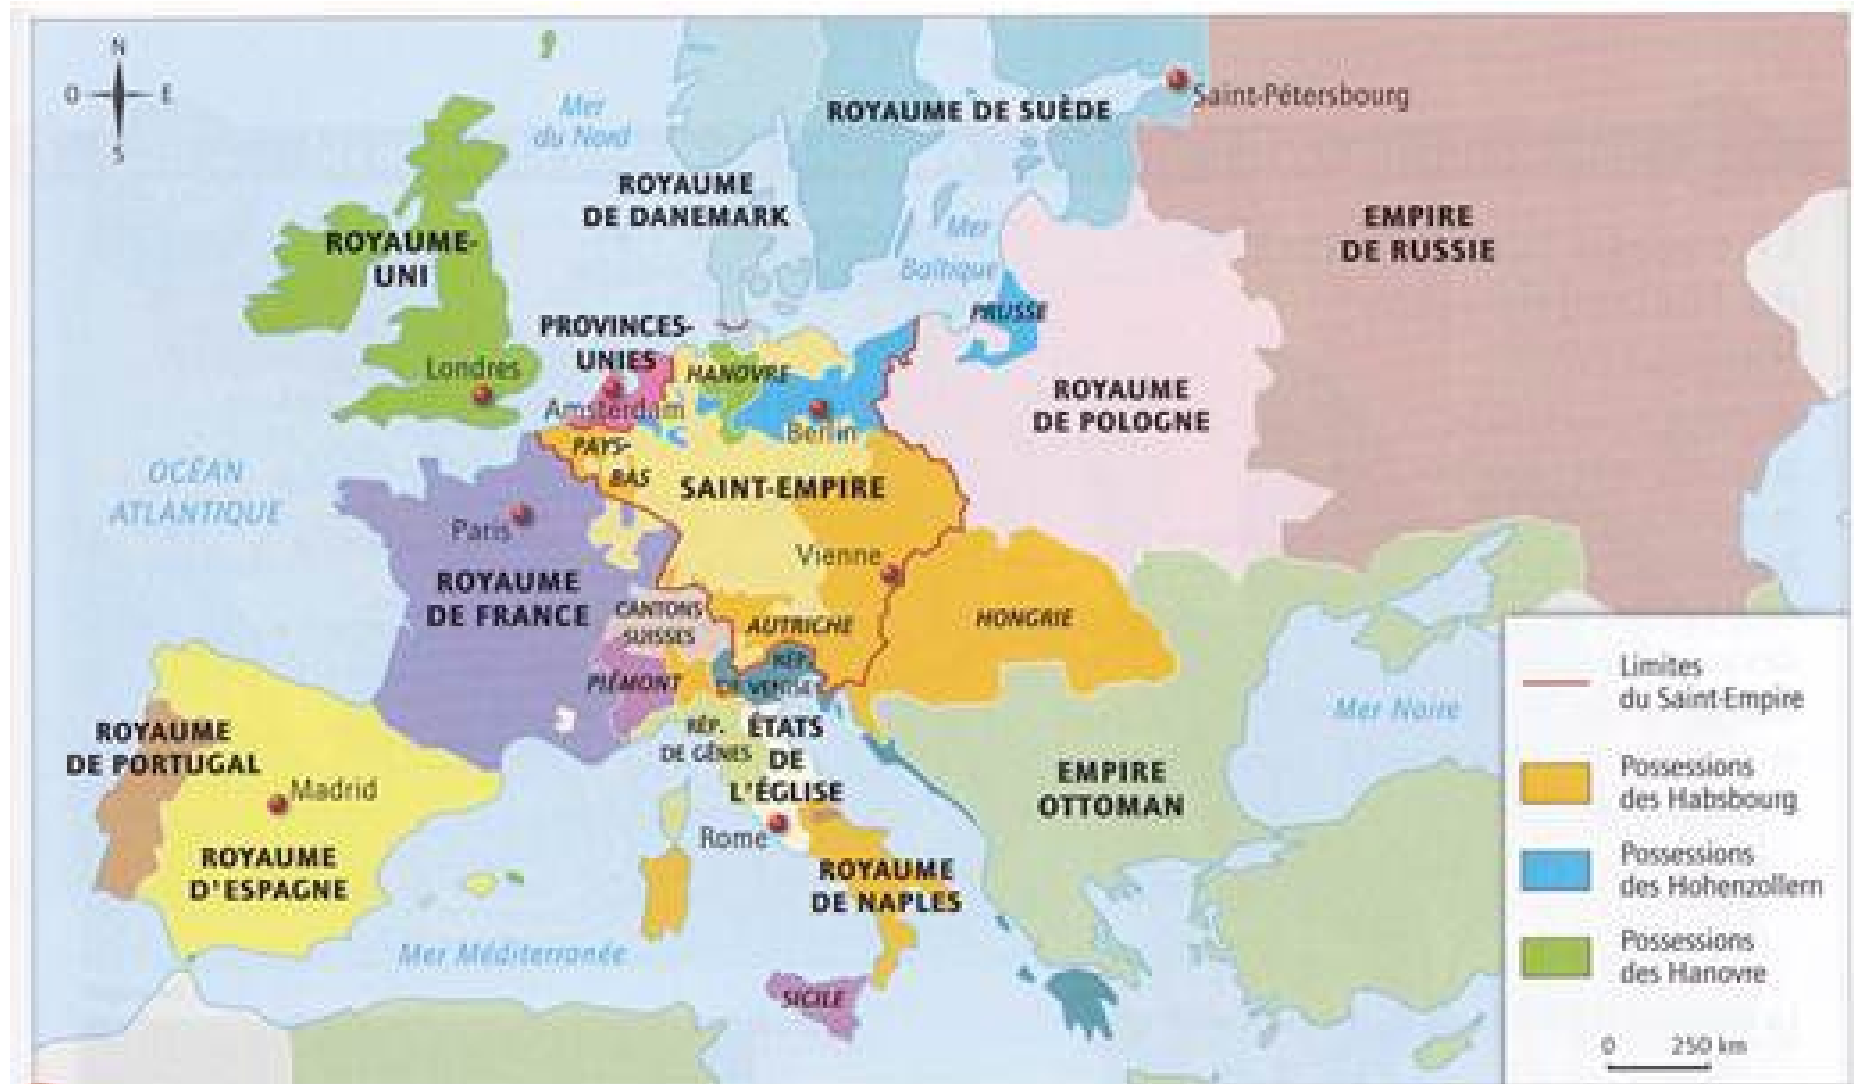 N
O E
S
Mer
du Nord
ROYAUME DE SUÈDE
Saint-Pétersbourg
ROYAUME
DE DANEMARK
Mer
Baltique
EMPIRE
DE RUSSIE
ROYAUME-
UNI
PRUSSE
PROVINCES-
UNIES
Londres
HANOVRE
Amsterdam
Berlin
ROYAUME
DE POLOGNE
PAYS-
BAS
OCÉAN
ATLANTIQUE
SAINT-EMPIRE
Paris
Vienne
ROYAUME
DE FRANCE
CANTONS
SUISSES
AUTRICHE
HONGRIE
RÉP.
DE VENISE
PIÉMONT
ROYAUME
DE PORTUGAL
RÉP.
DE GÊNES
ÉTATS
DE
L'ÉGLISE
Mer Noire
Madrid
EMPIRE
OTTOMAN
Rome
ROYAUME
D'ESPAGNE
ROYAUME
DE NAPLES
Mer Méditerranée
SICILE
Limites
du Saint-Empire
Possessions
des Habsbourg
Possessions
des Hohenzollern
Possessions
des Hanovre
0 250 km